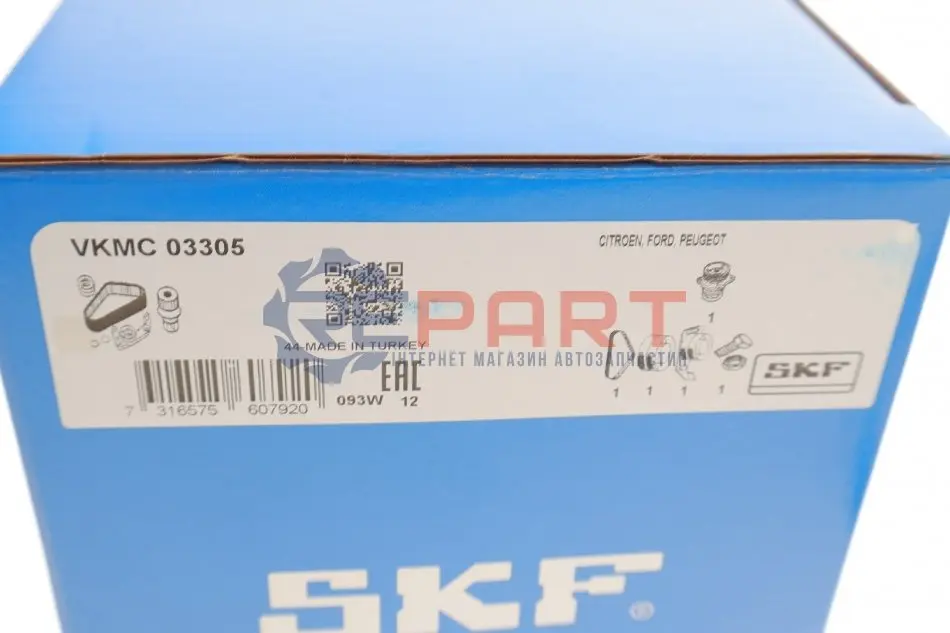 VKMC 03305
CITROEN, FORD, PEUGEOT
1
PART
44-MADE IN TURKEY
ІНТЕРНЕТ МАГАЗИН АВТОЗАПЧАСТИН
1 1 1 1
SKF
7 316575 607920
EAC
093W 12
SKF®